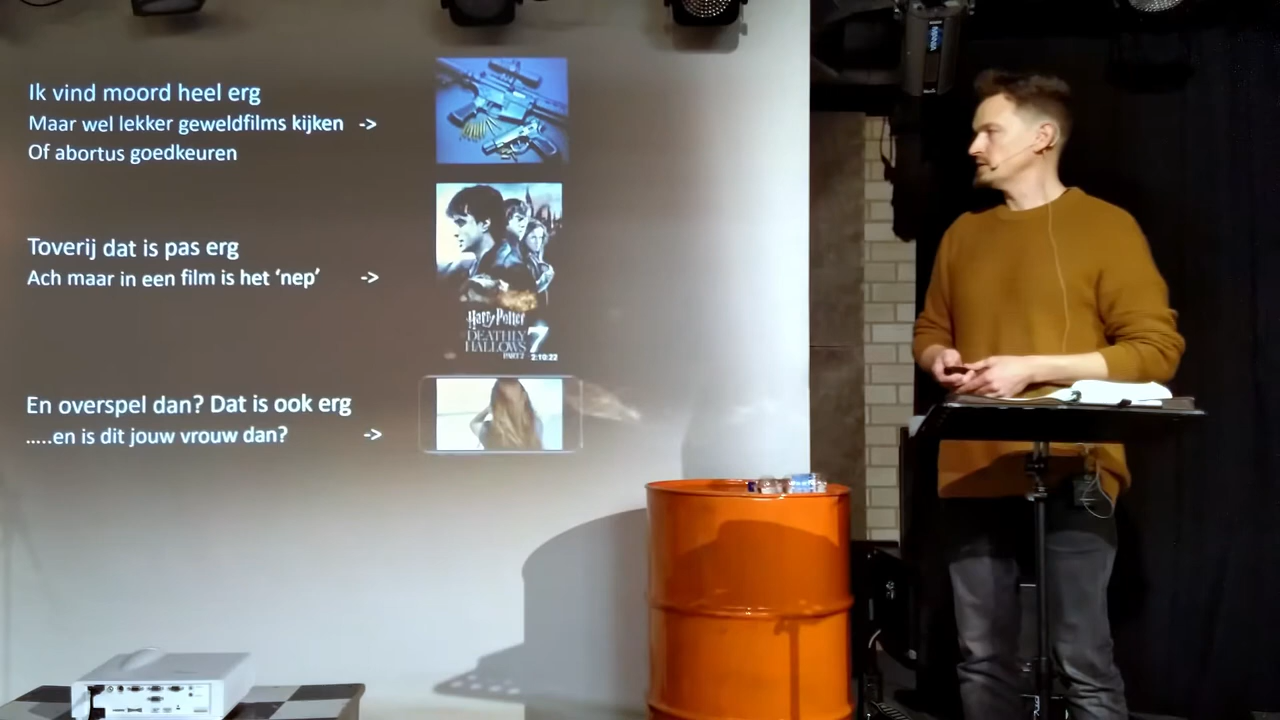 Ik vind moord heel erg
Maar wel lekker geweldfilms kijken ->
Of abortus goedkeuren
Toverij dat is pas erg
Ach maar in een film is het ‘nep’ ->
Harry Potter
DEATHLY
HALLOWS 7
PART 2 2:10:22
En overspel dan? Dat is ook erg
.....en is dit jouw vrouw dan? ->